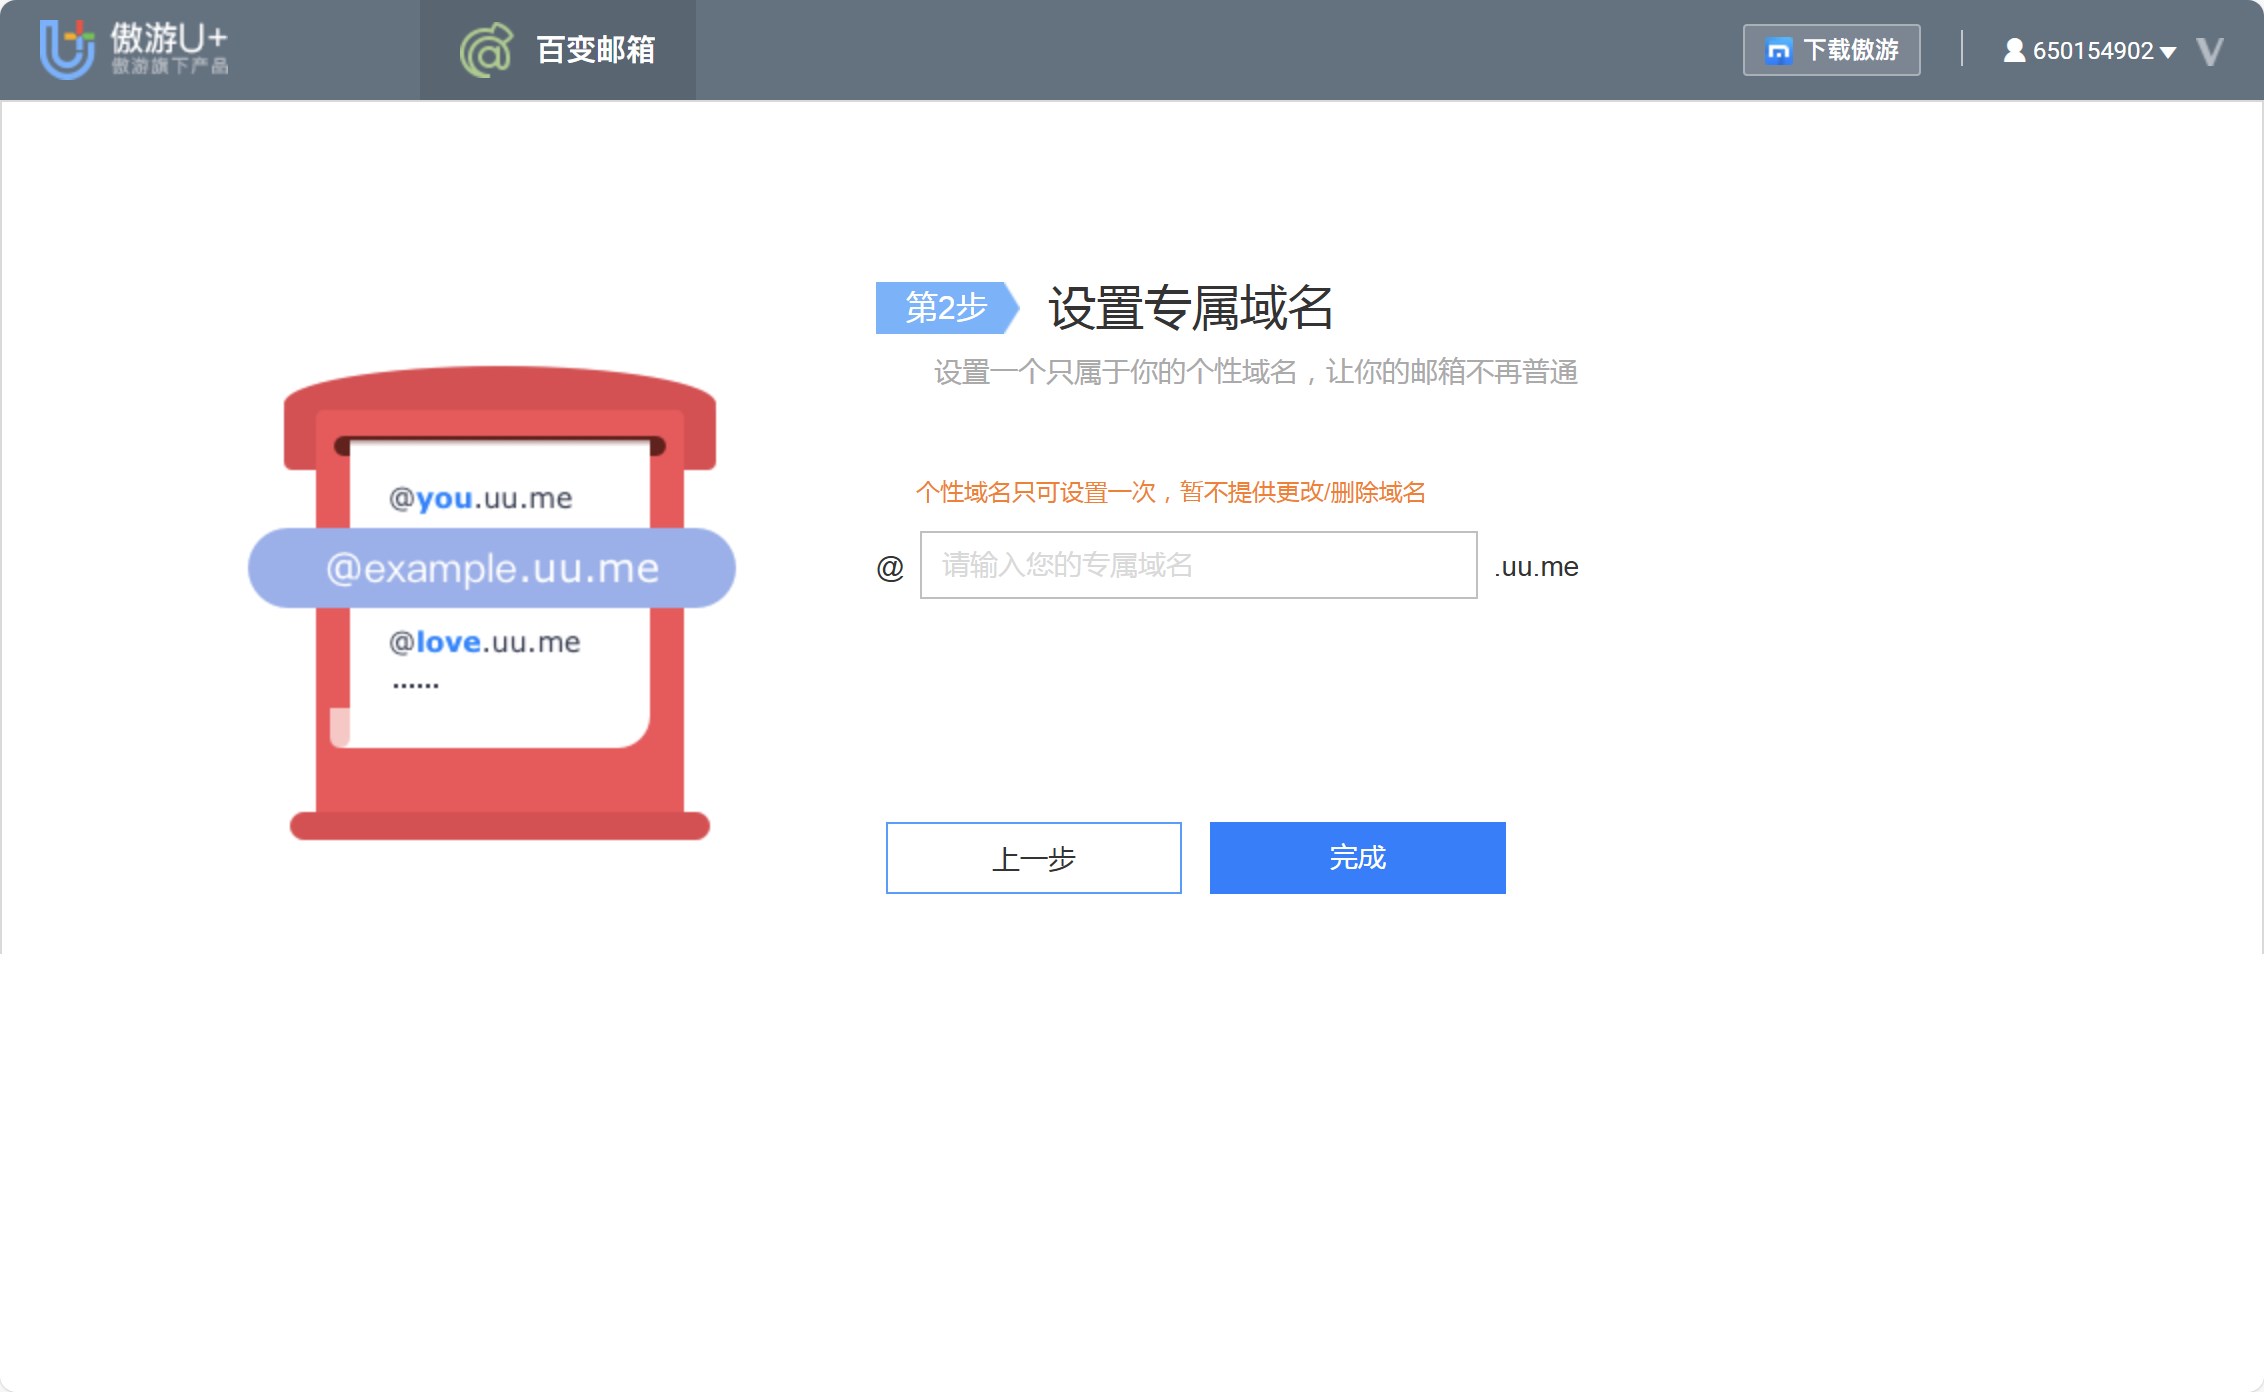 傲游U+
傲游旗下产品
百变邮箱
下载傲游
650154902
V
第2步
设置专属域名
设置一个只属于你的个性域名，让你的邮箱不再普通
@you.uu.me
@example.uu.me
@love.uu.me
......
个性域名只可设置一次，暂不提供更改/删除域名
@ 请输入您的专属域名 .uu.me
上一步
完成